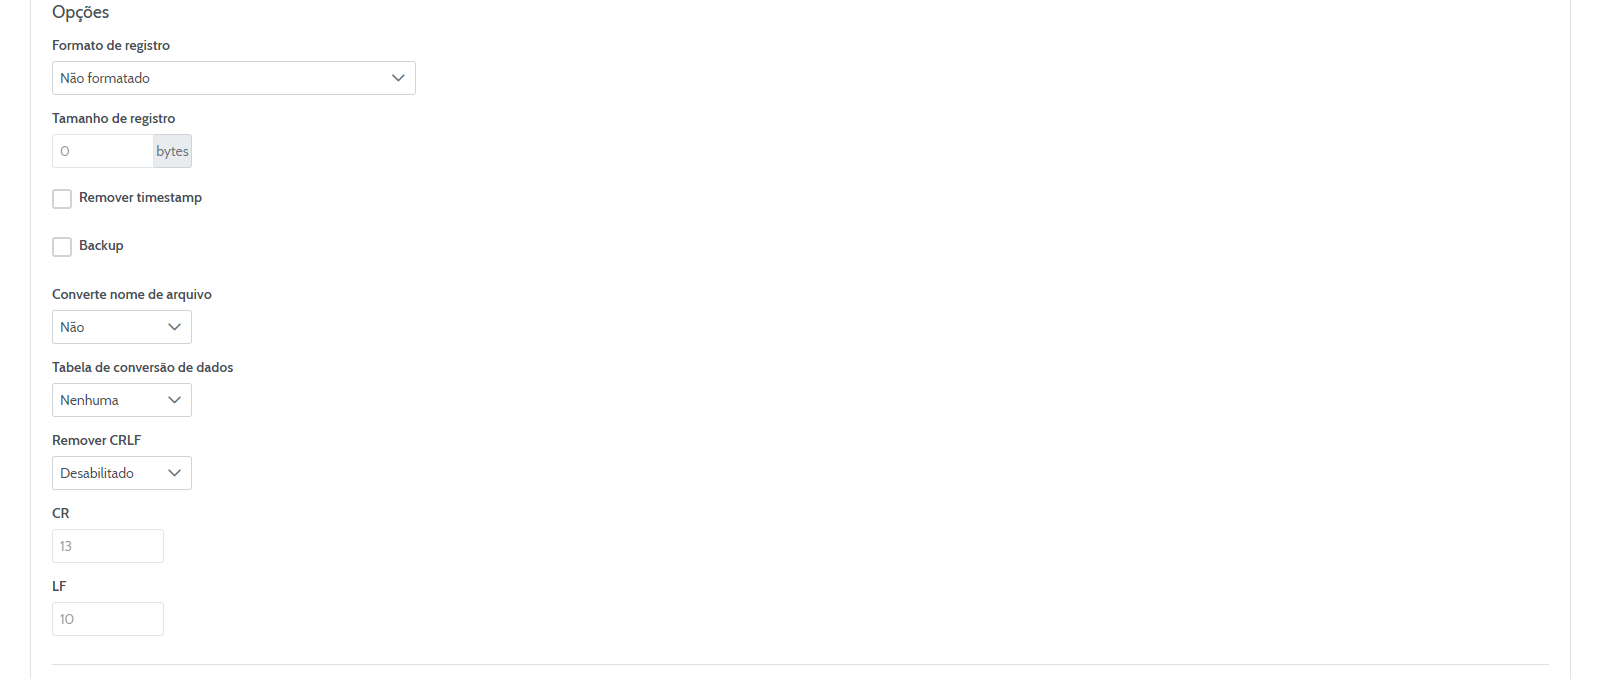 Opções
Formato de registro
Não formatado
Tamanho de registro
0 bytes
Remover timestamp
Backup
Converte nome de arquivo
Não
Tabela de conversão de dados
Nenhuma
Remover CRLF
Desabilitado
CR
13
LF
10